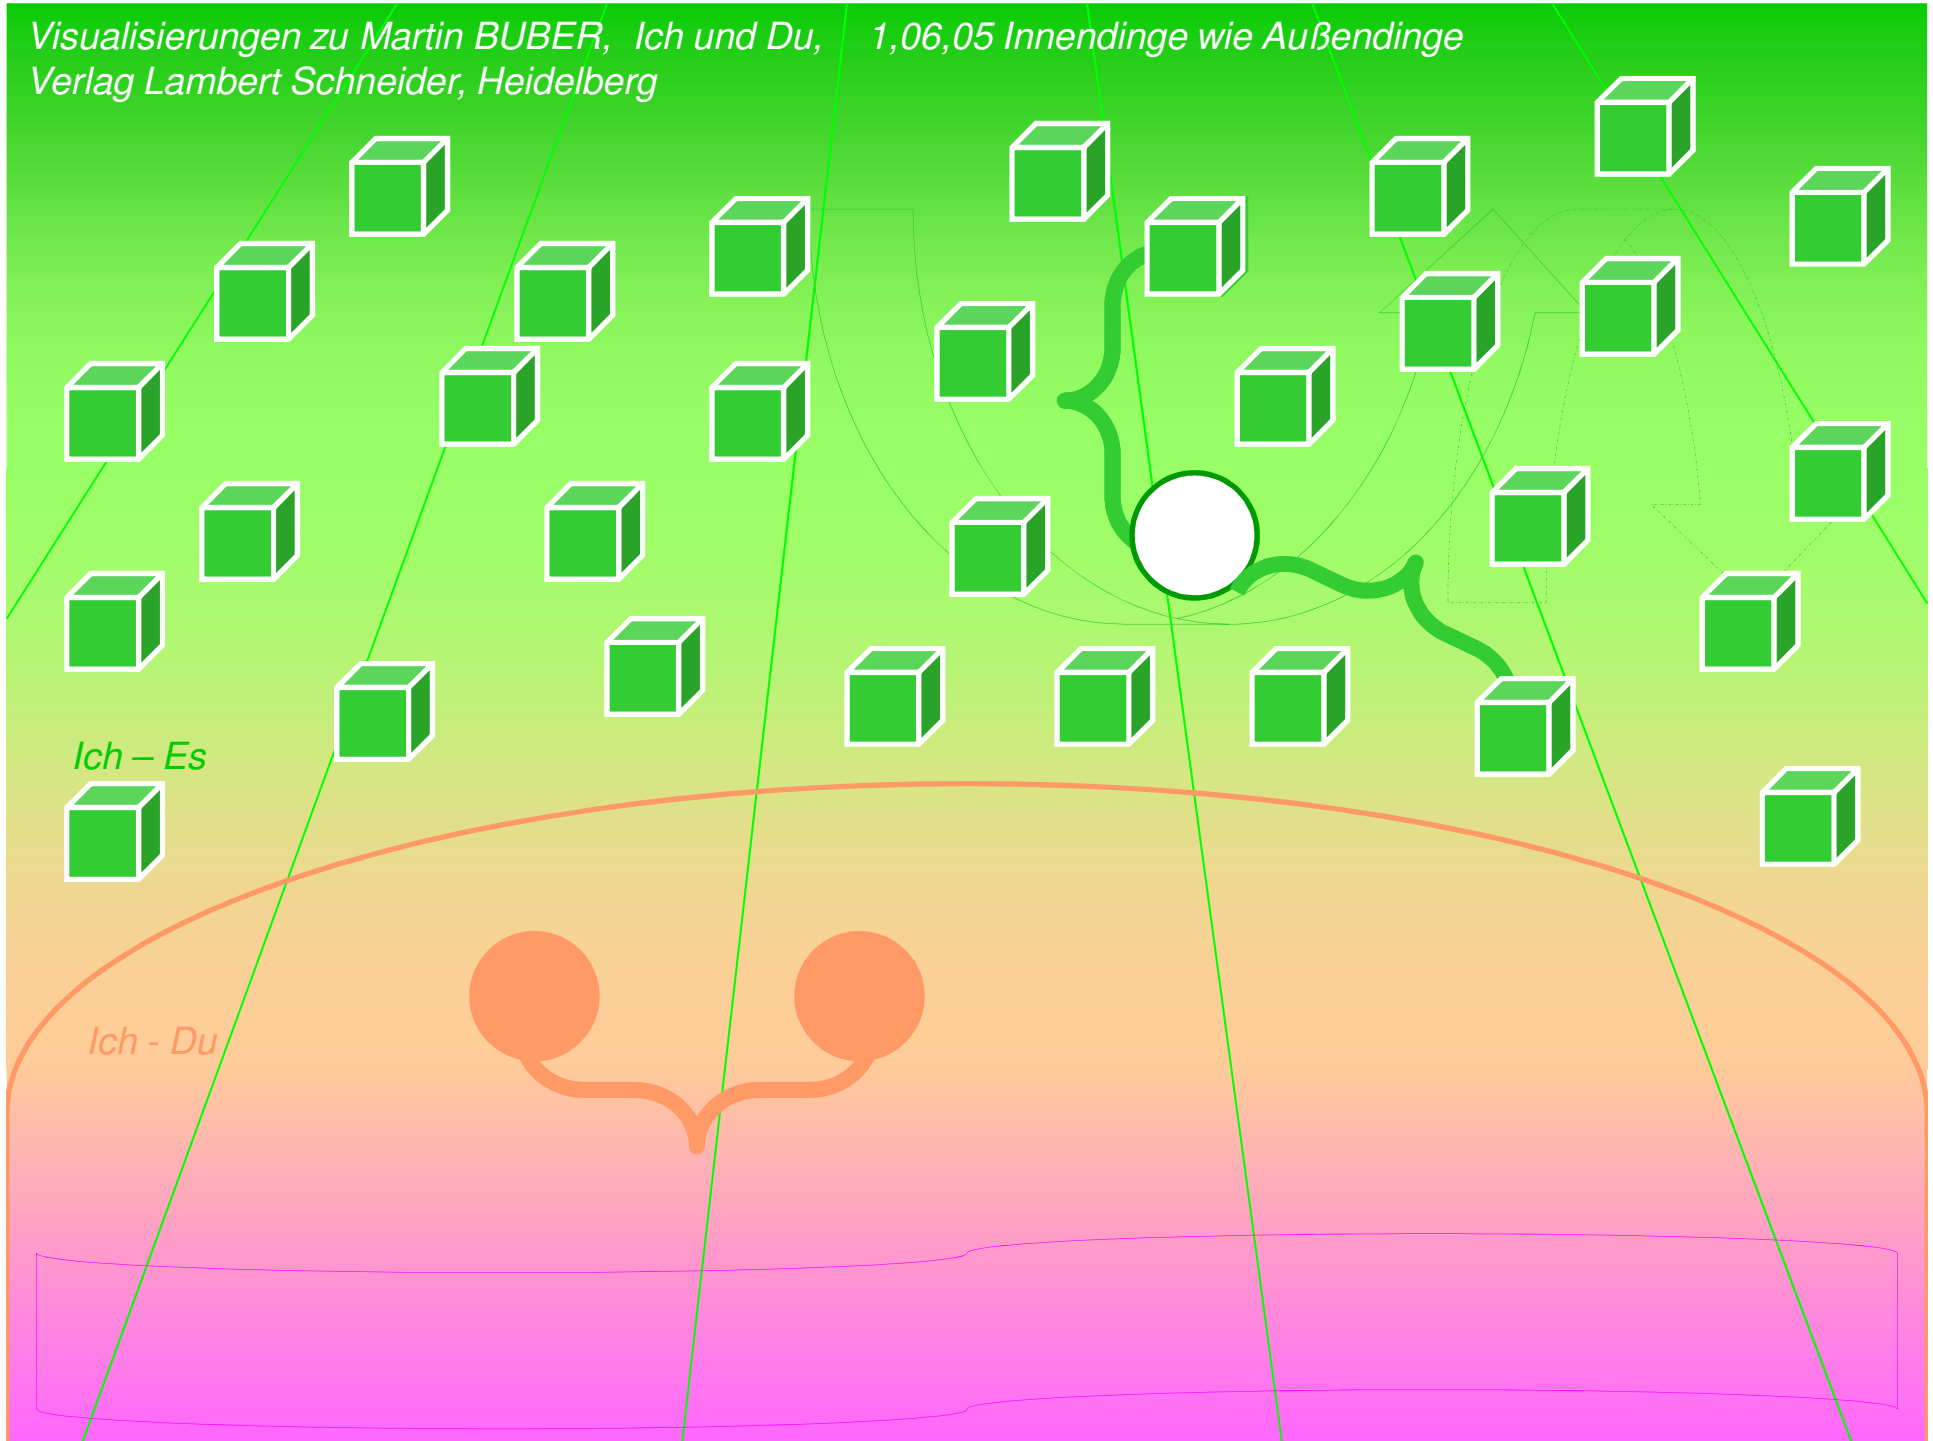 Visualisierungen zu Martin BUBER, Ich und Du, 1,06,05 Innendinge wie Außendinge
Verlag Lambert Schneider, Heidelberg
Ich – Es
Ich - Du